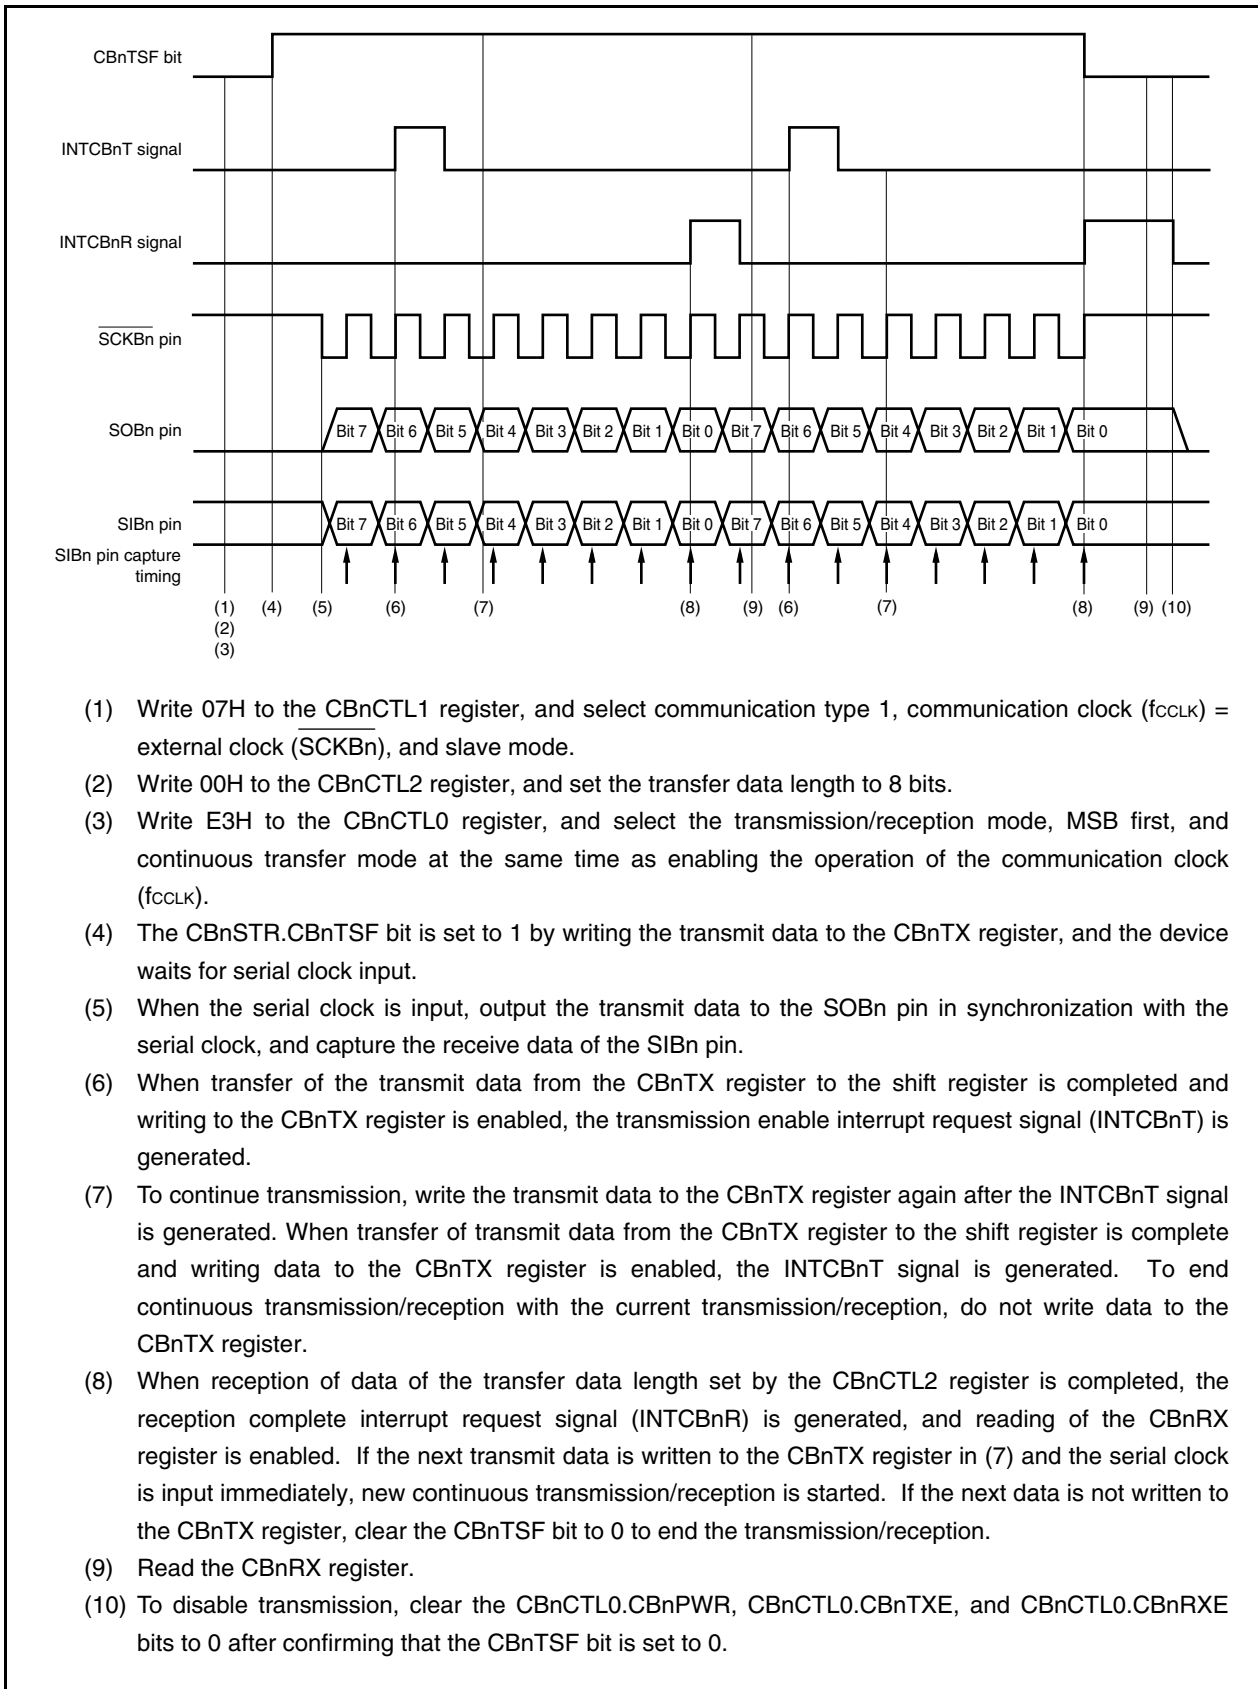 CBnTSF bit
INTCBnT signal
INTCBnR signal
SCKBn pin
SOBn pin
Bit 7 Bit 6 Bit 5 Bit 4 Bit 3 Bit 2 Bit 1 Bit 0 Bit 7 Bit 6 Bit 5 Bit 4 Bit 3 Bit 2 Bit 1 Bit 0
SIBn pin
Bit 7 Bit 6 Bit 5 Bit 4 Bit 3 Bit 2 Bit 1 Bit 0 Bit 7 Bit 6 Bit 5 Bit 4 Bit 3 Bit 2 Bit 1 Bit 0
SIBn pin capture
timing
(1) (4) (5) (6) (7) (8) (9) (6) (7) (8) (9) (10)
(2)
(3)
(1) Write 07H to the CBnCTL1 register, and select communication type 1, communication clock (fCCLK) =
external clock (SCKBn), and slave mode.
(2) Write 00H to the CBnCTL2 register, and set the transfer data length to 8 bits.
(3) Write E3H to the CBnCTL0 register, and select the transmission/reception mode, MSB first, and
continuous transfer mode at the same time as enabling the operation of the communication clock
(fCCLK).
(4) The CBnSTR.CBnTSF bit is set to 1 by writing the transmit data to the CBnTX register, and the device
waits for serial clock input.
(5) When the serial clock is input, output the transmit data to the SOBn pin in synchronization with the
serial clock, and capture the receive data of the SIBn pin.
(6) When transfer of the transmit data from the CBnTX register to the shift register is completed and
writing to the CBnTX register is enabled, the transmission enable interrupt request signal (INTCBnT) is
generated.
(7) To continue transmission, write the transmit data to the CBnTX register again after the INTCBnT signal
is generated. When transfer of transmit data from the CBnTX register to the shift register is complete
and writing data to the CBnTX register is enabled, the INTCBnT signal is generated. To end
continuous transmission/reception with the current transmission/reception, do not write data to the
CBnTX register.
(8) When reception of data of the transfer data length set by the CBnCTL2 register is completed, the
reception complete interrupt request signal (INTCBnR) is generated, and reading of the CBnRX
register is enabled. If the next transmit data is written to the CBnTX register in (7) and the serial clock
is input immediately, new continuous transmission/reception is started. If the next data is not written to
the CBnTX register, clear the CBnTSF bit to 0 to end the transmission/reception.
(9) Read the CBnRX register.
(10) To disable transmission, clear the CBnCTL0.CBnPWR, CBnCTL0.CBnTXE, and CBnCTL0.CBnRXE
bits to 0 after confirming that the CBnTSF bit is set to 0.